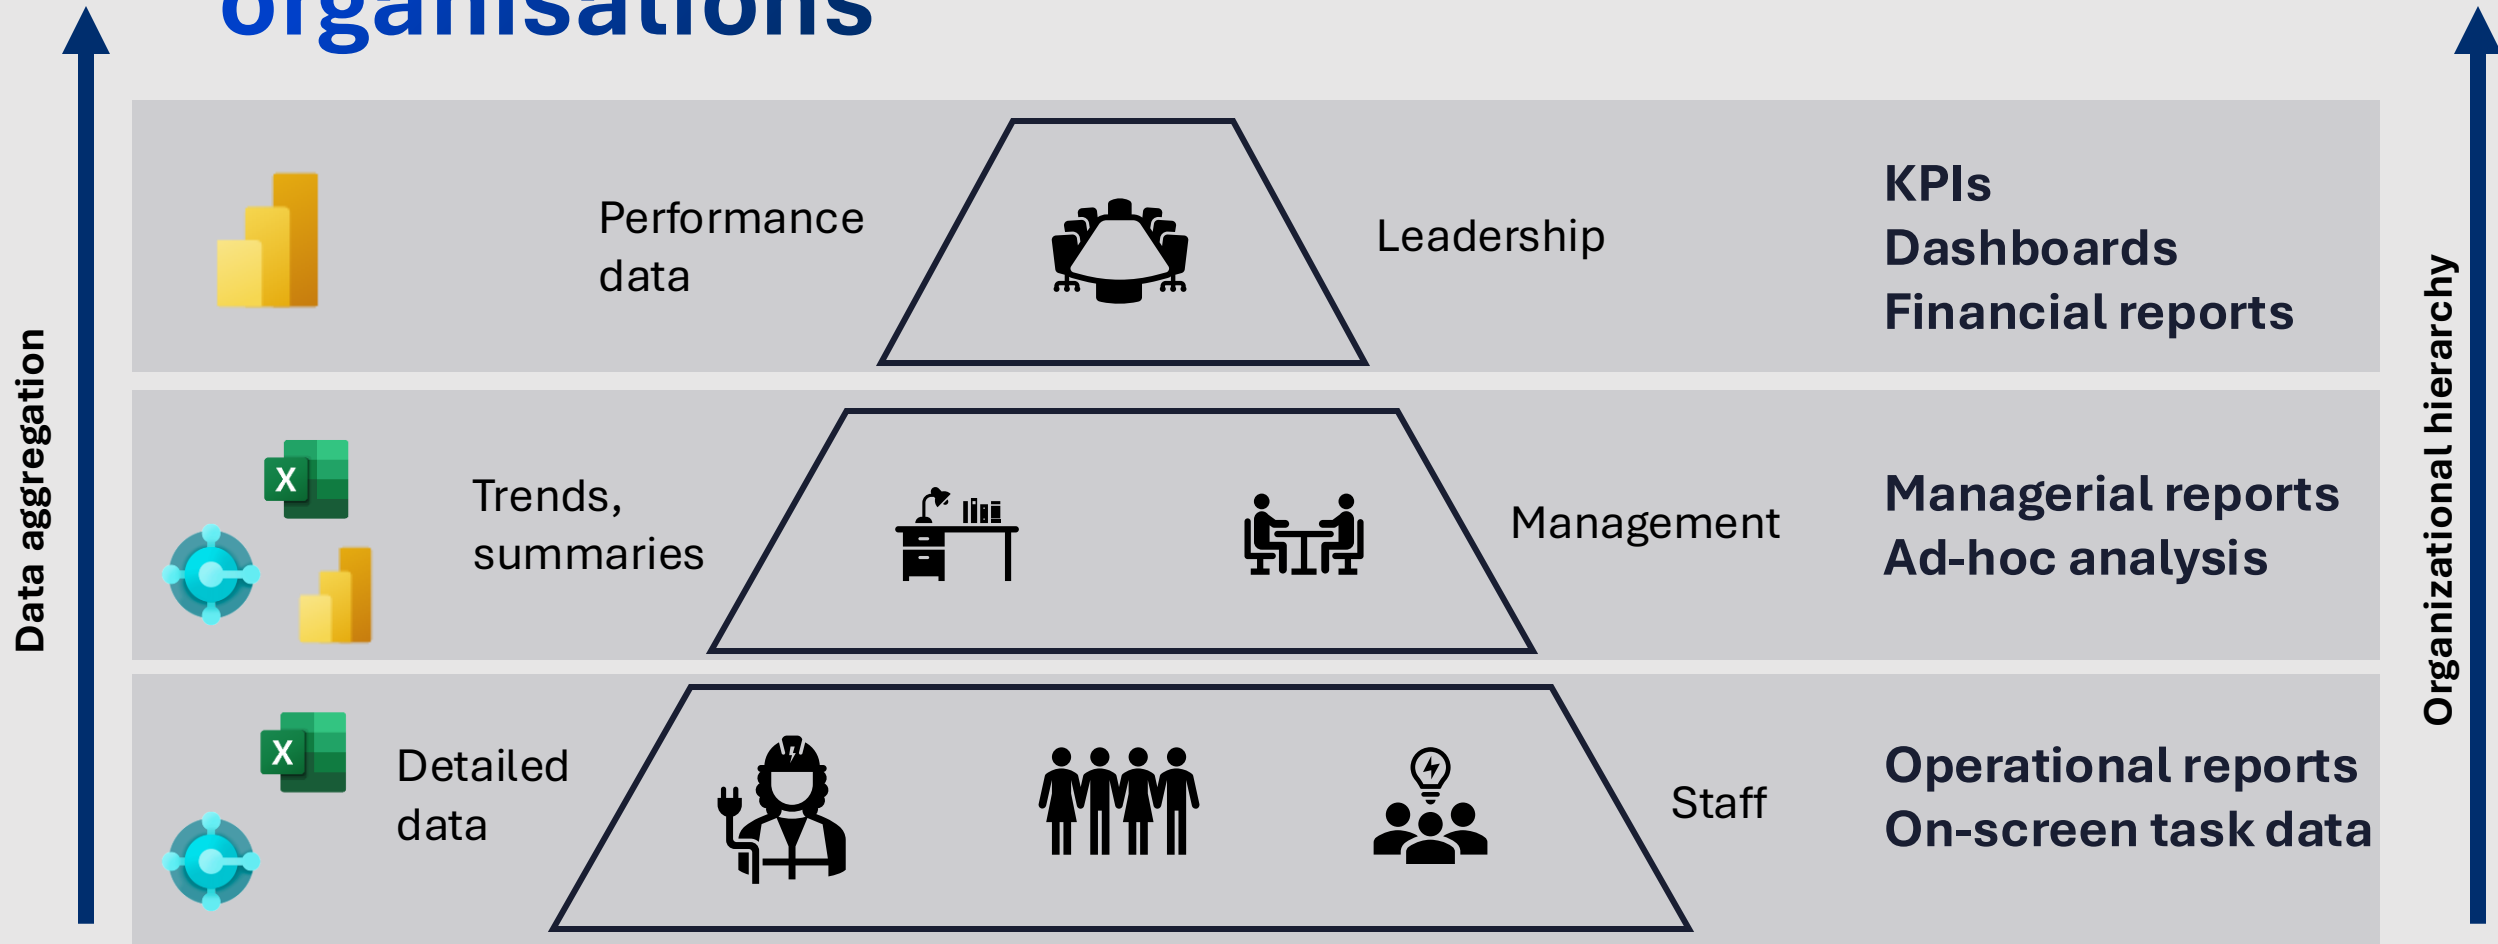 organisations
Data aggregation
Performance
data
Leadership
KPIs
Dashboards
Financial reports
Organizational hierarchy
X
Trends,
summaries
Management
Managerial reports
Ad-hoc analysis
X
Detailed
data
Staff
Operational reports
On-screen task data